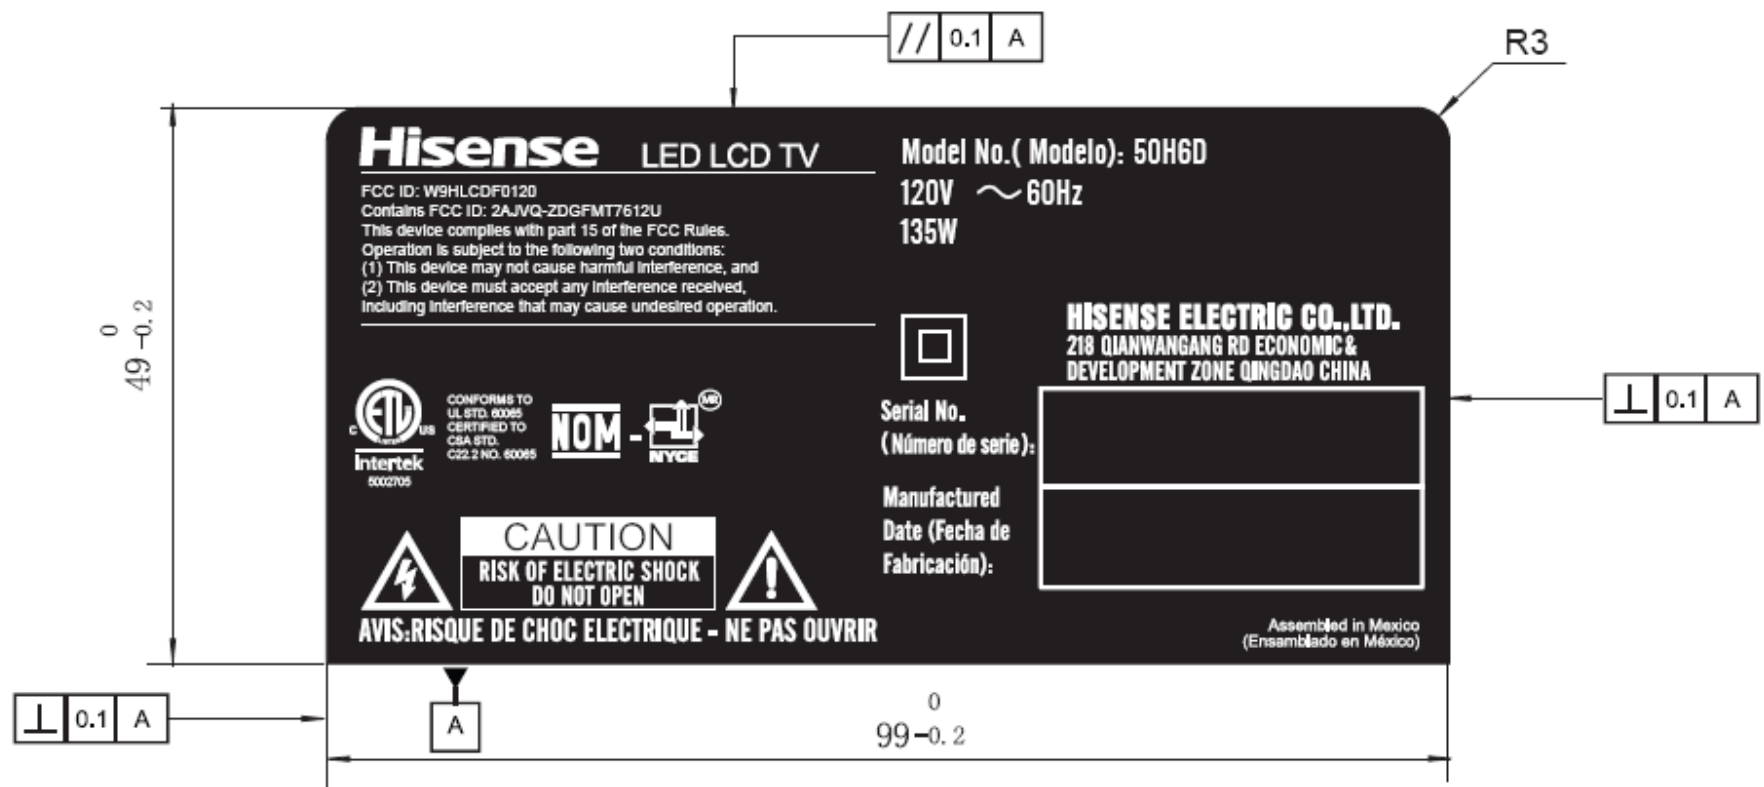 // 0.1 A
R3
Hisense LED LCD TV
FCC ID: W9HLCDF0120
Contains FCC ID: 2AJVQ-ZDGFMT7612U
This device complies with part 15 of the FCC Rules.
Operation is subject to the following two conditions:
(1) This device may not cause harmful interference, and
(2) This device must accept any interference received,
including interference that may cause undesired operation.
Model No.( Modelo): 50H6D
120V ~ 60Hz
135W
HISENSE ELECTRIC CO.,LTD.
218 QIANWANGANG RD ECONOMIC &
DEVELOPMENT ZONE QINGDAO CHINA
0
49-0.2
C ETL US
LISTED
Intertek
5002705
CONFORMS TO
UL STD. 60065
CERTIFIED TO
CSA STD.
C22.2 NO. 60065
NOM - NYCE MR
Serial No.
(Número de serie):
Manufactured
Date (Fecha de
Fabricación):
⊥ 0.1 A
CAUTION
RISK OF ELECTRIC SHOCK
DO NOT OPEN
AVIS:RISQUE DE CHOC ELECTRIQUE - NE PAS OUVRIR
Assembled in Mexico
(Ensamblado en México)
⊥ 0.1 A
A
0
99-0.2